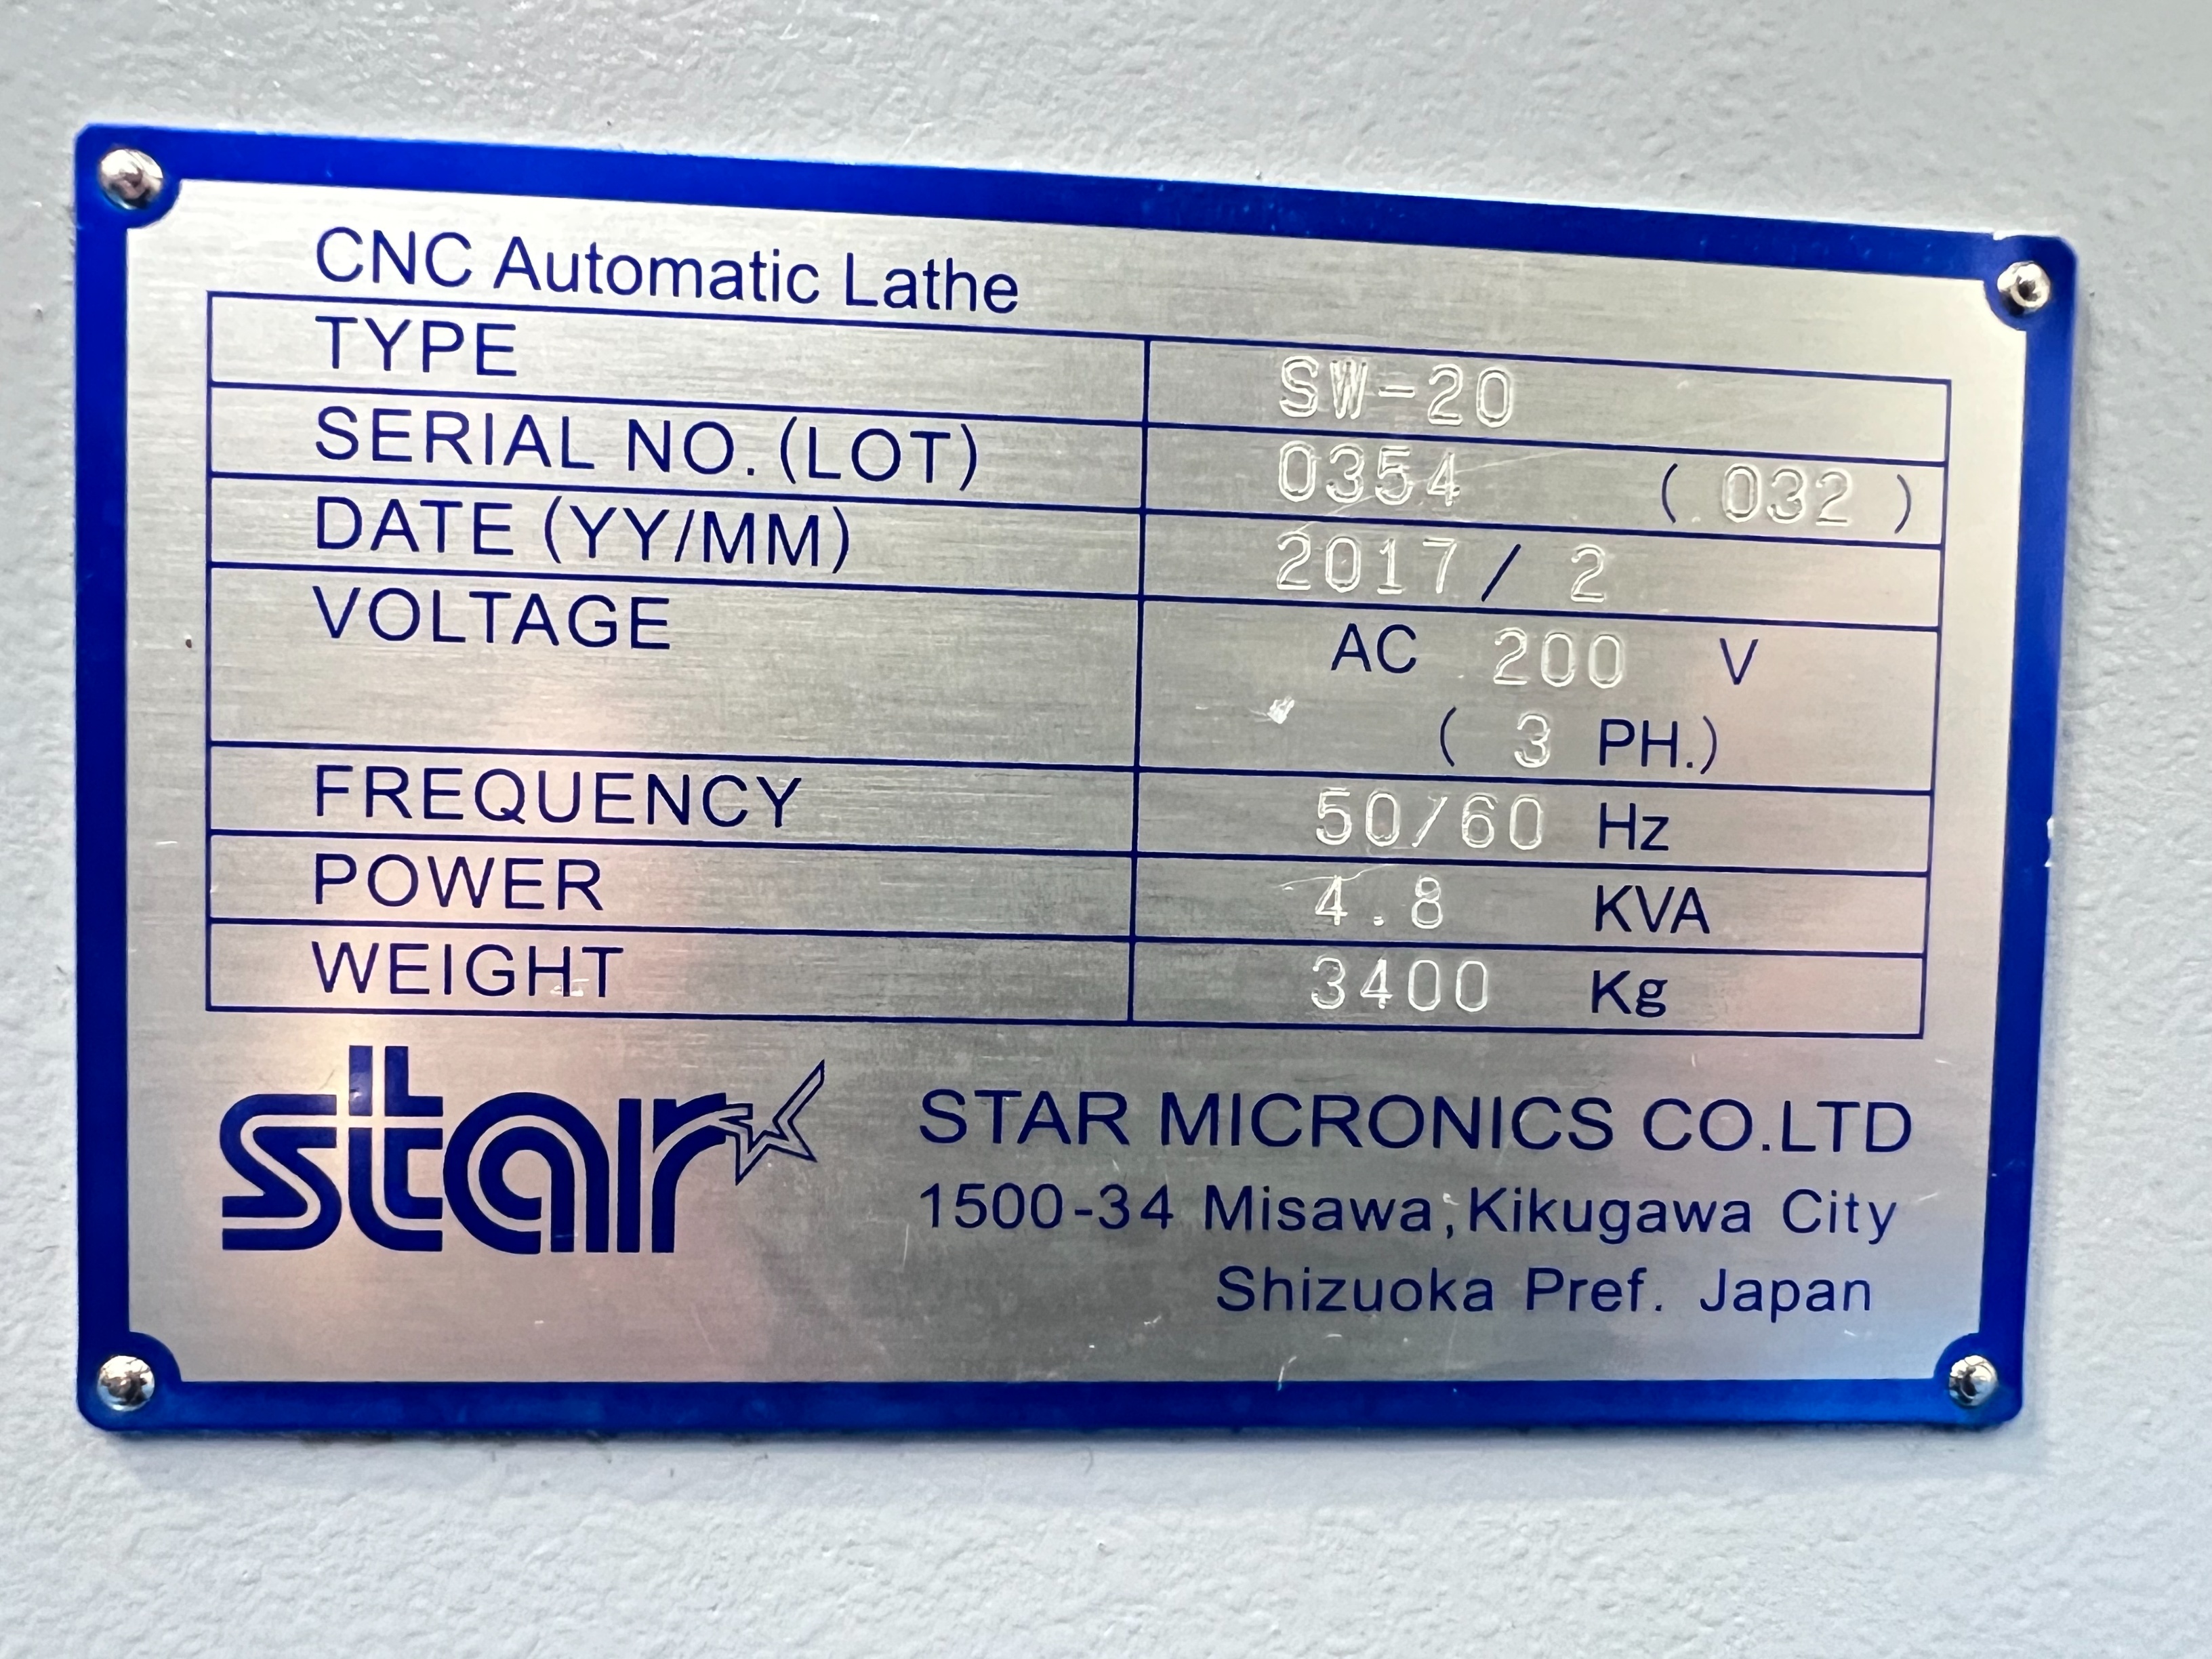 CNC Automatic Lathe
TYPE SW-20
SERIAL NO. (LOT) 0354 ( 032 )
DATE (YY/MM) 2017 / 2
VOLTAGE AC 200 V
( 3 PH.)
FREQUENCY 50/60 Hz
POWER 4.8 KVA
WEIGHT 3400 Kg
star
STAR MICRONICS CO.LTD
1500-34 Misawa,Kikugawa City
Shizuoka Pref. Japan